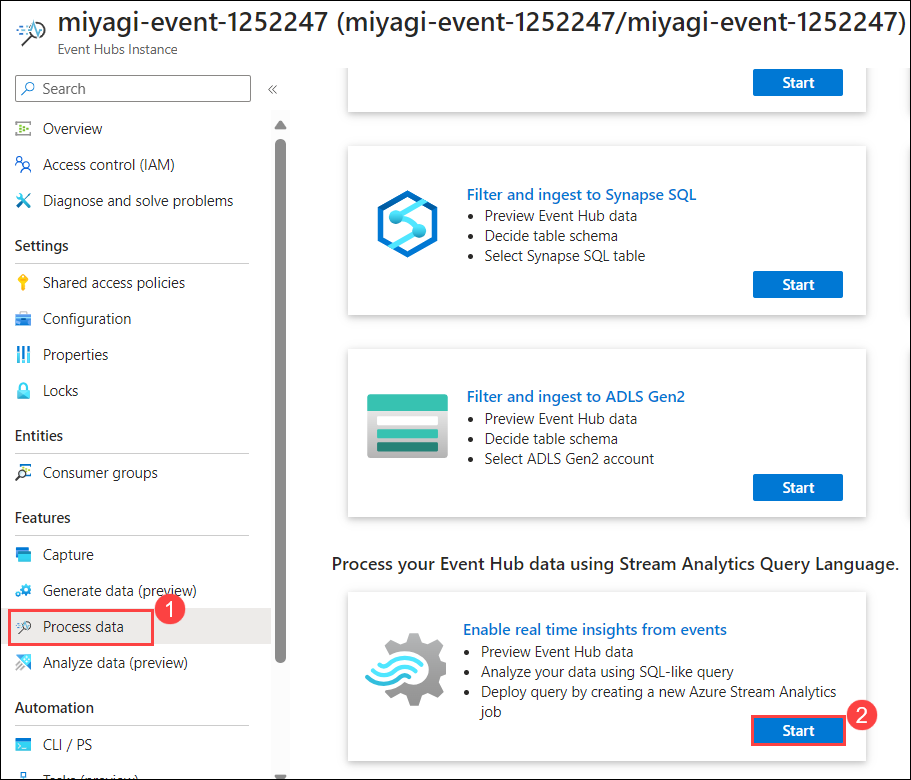 miyagi-event-1252247 (miyagi-event-1252247/miyagi-event-1252247)
Event Hubs Instance
Search
«
Overview
Access control (IAM)
Diagnose and solve problems
Settings
Shared access policies
Configuration
Properties
Locks
Entities
Consumer groups
Features
Capture
Generate data (preview)
1
Process data
Analyze data (preview)
Automation
CLI / PS
Tasks (preview)
Start
Filter and ingest to Synapse SQL
• Preview Event Hub data
• Decide table schema
• Select Synapse SQL table
Start
Filter and ingest to ADLS Gen2
• Preview Event Hub data
• Decide table schema
• Select ADLS Gen2 account
Start
Process your Event Hub data using Stream Analytics Query Language.
Enable real time insights from events
• Preview Event Hub data
• Analyze your data using SQL-like query
• Deploy query by creating a new Azure Stream Analytics
job
2
Start